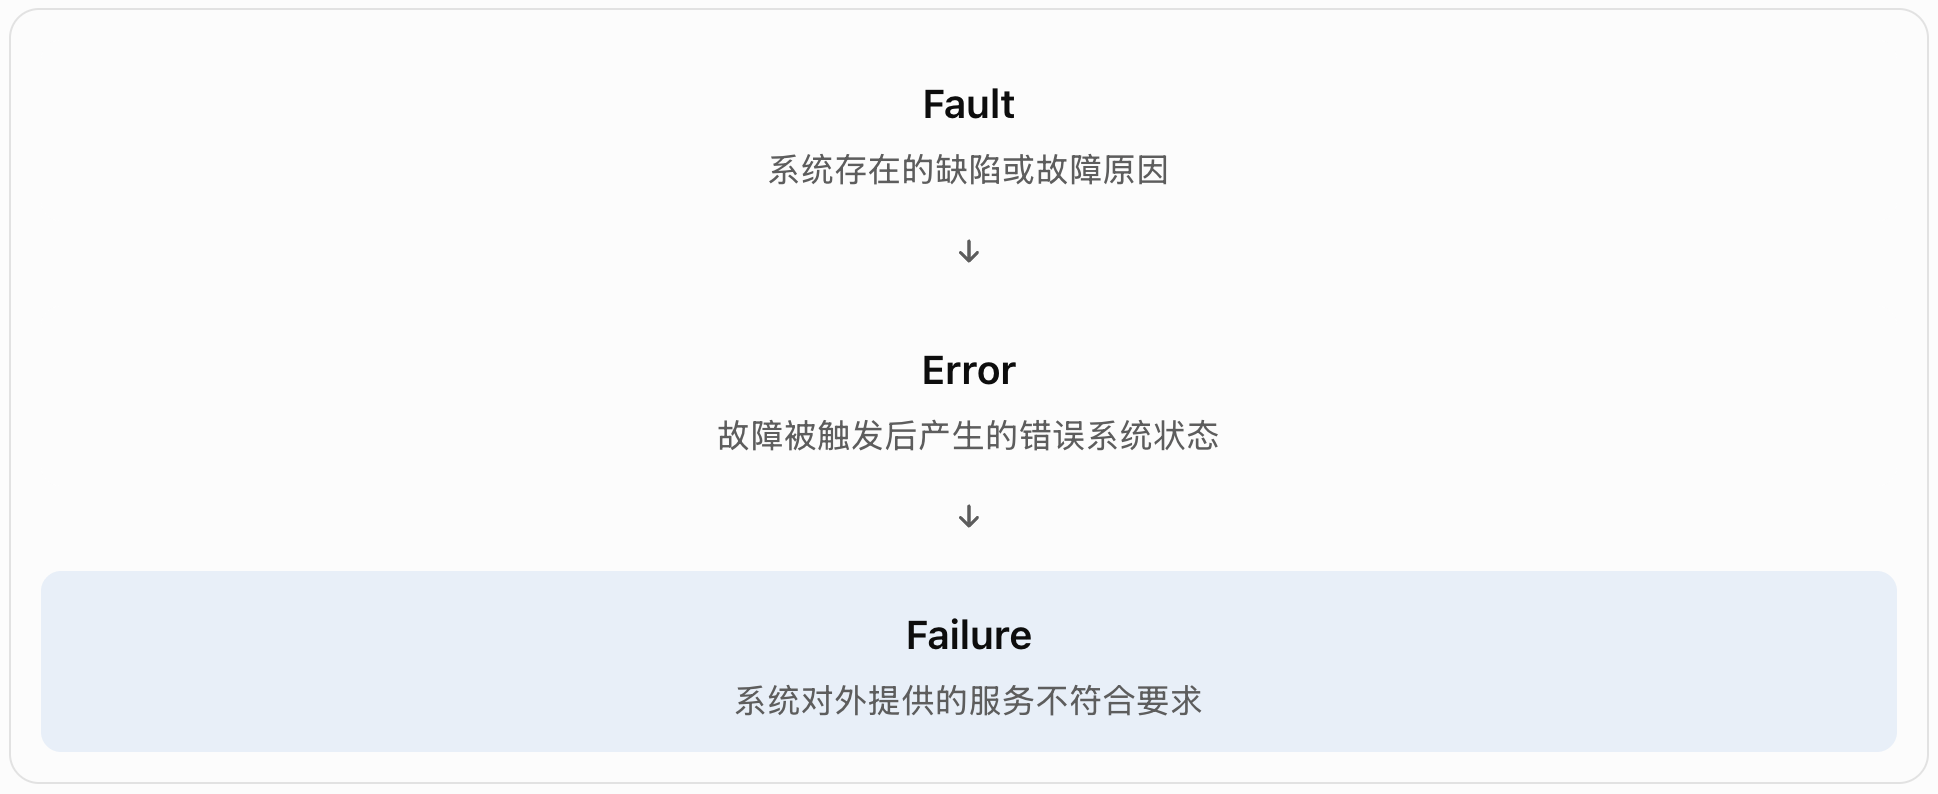 Fault
系统存在的缺陷或故障原因
↓
Error
故障被触发后产生的错误系统状态
↓
Failure
系统对外提供的服务不符合要求